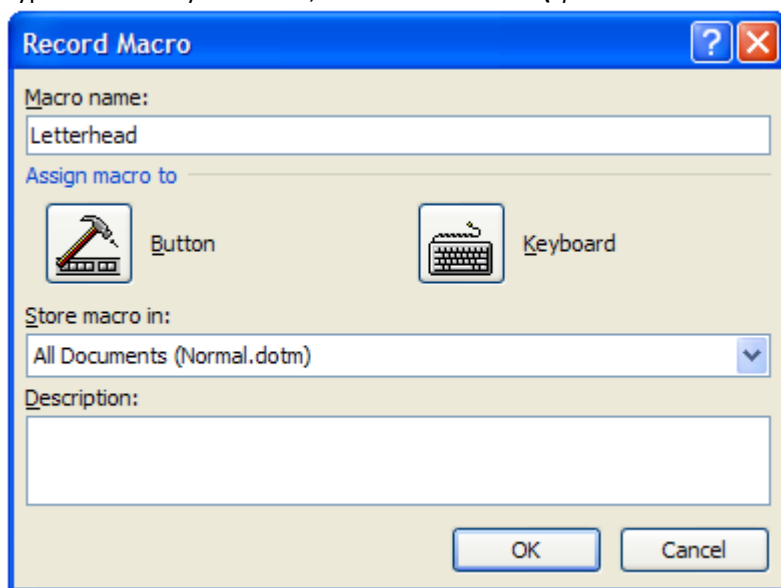 Record Macro
Macro name:
Letterhead
Assign macro to
Button Keyboard
Store macro in:
All Documents (Normal.dotm)
Description:
OK Cancel